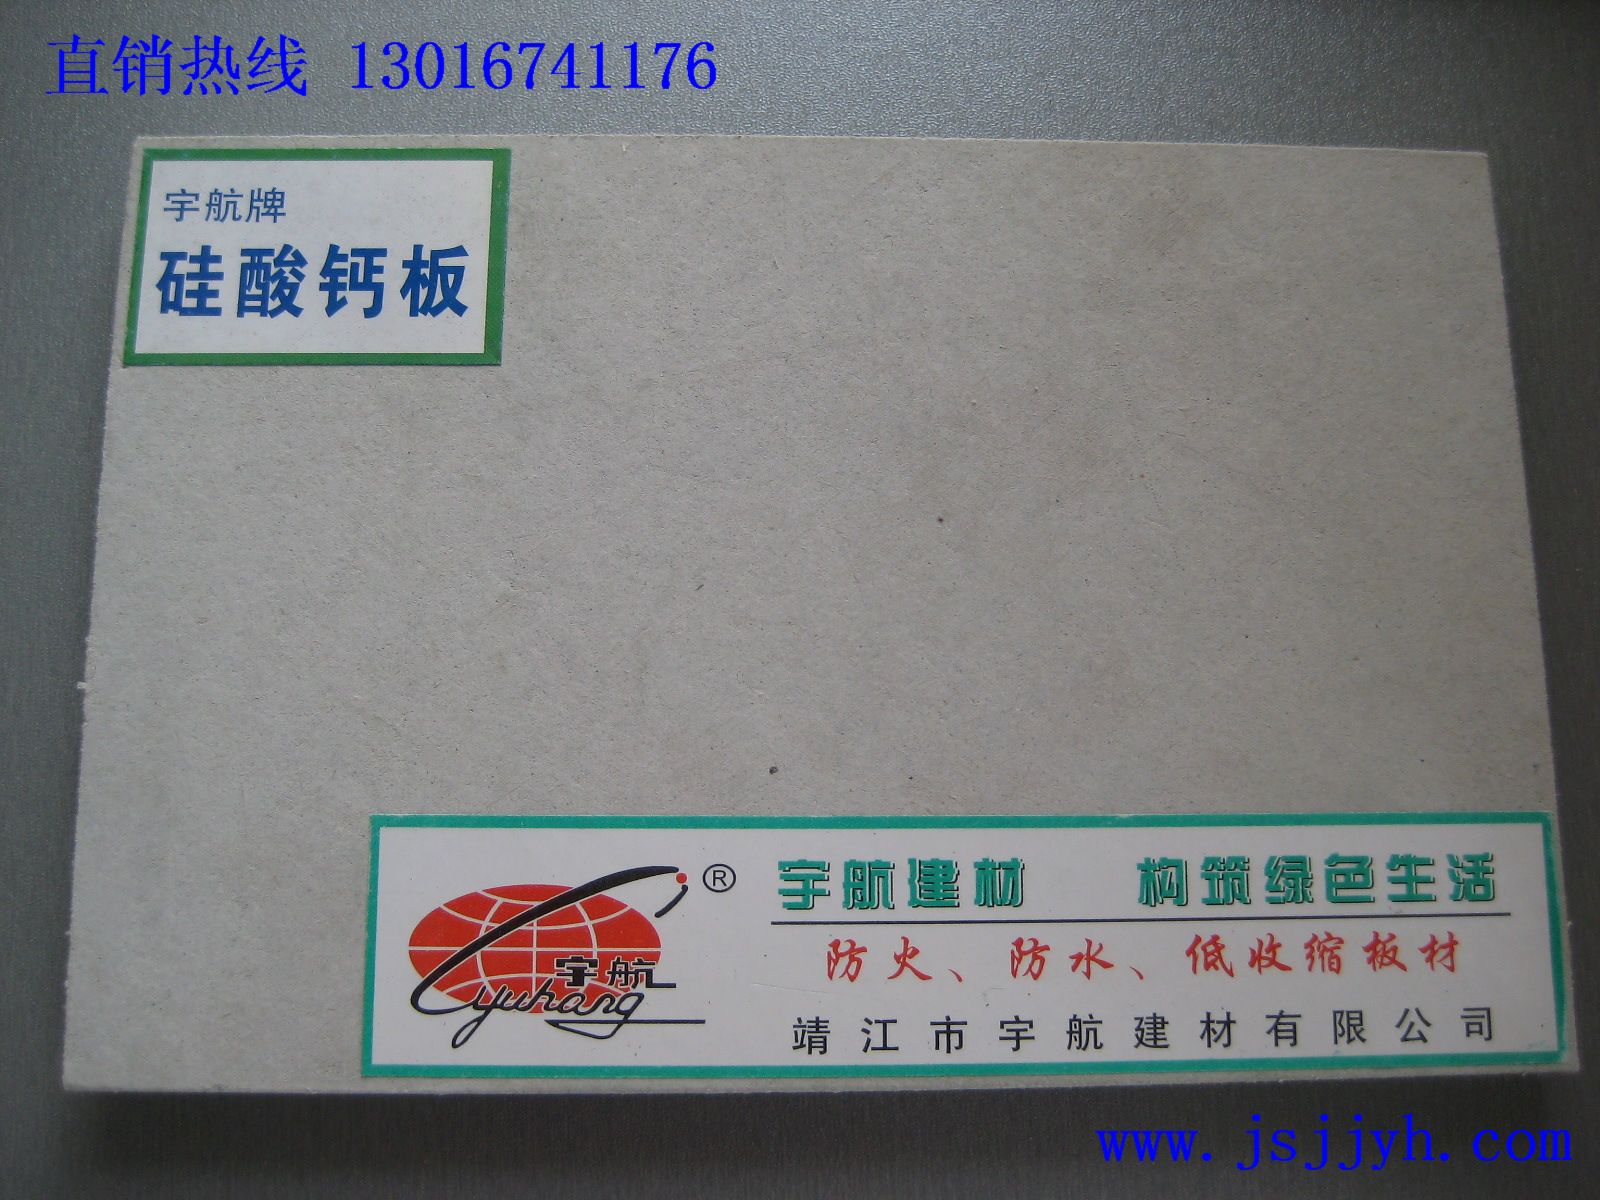 直销热线 13016741176
宇航牌
硅酸钙板
宇航建材 构筑绿色生活
防火、防水、低收缩板材
靖江市宇航建材有限公司
宇航
yuhang
®
www.jsjjyh.com